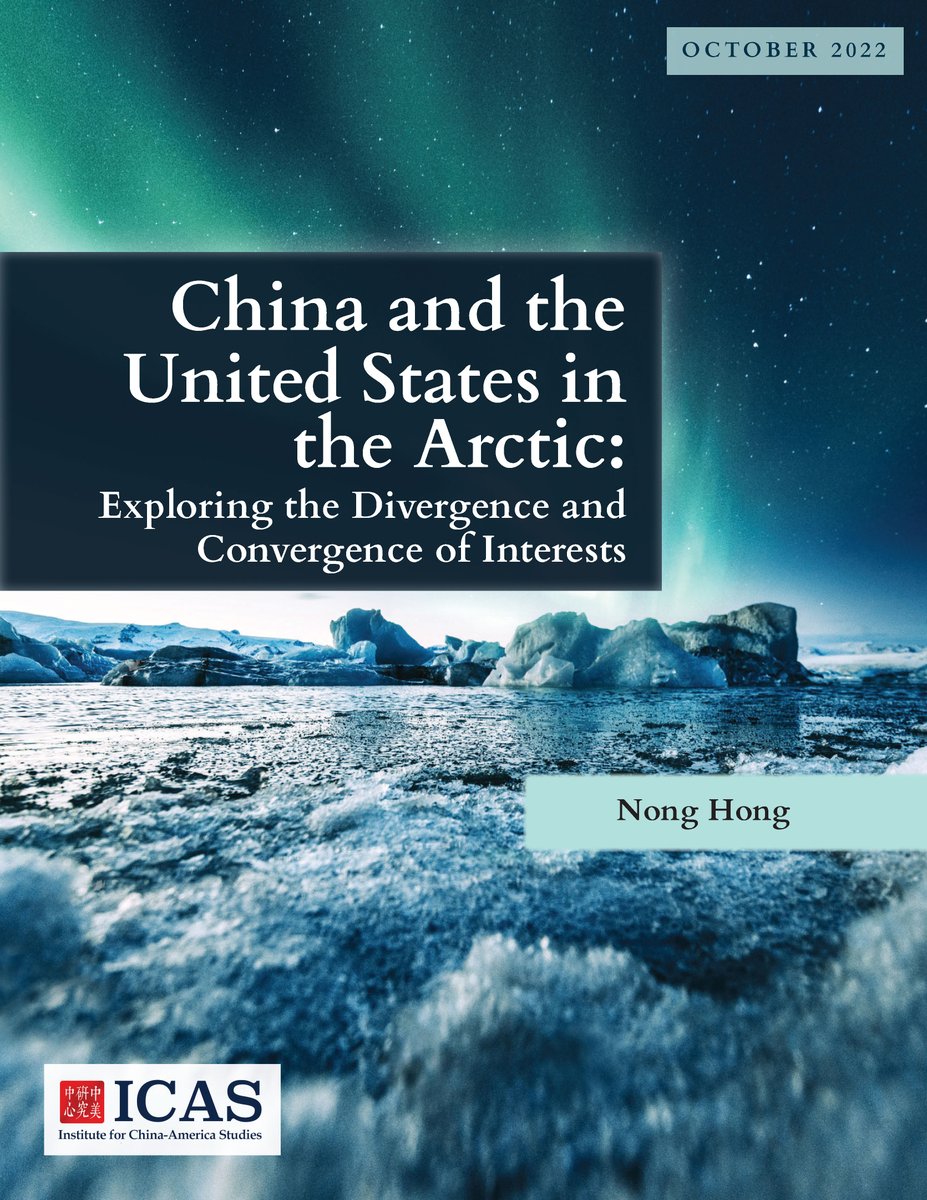 OCTOBER 2022
China and the
United States in
the Arctic:
Exploring the Divergence and
Convergence of Interests
Nong Hong
中研中
心究美
ICAS
Institute for China-America Studies